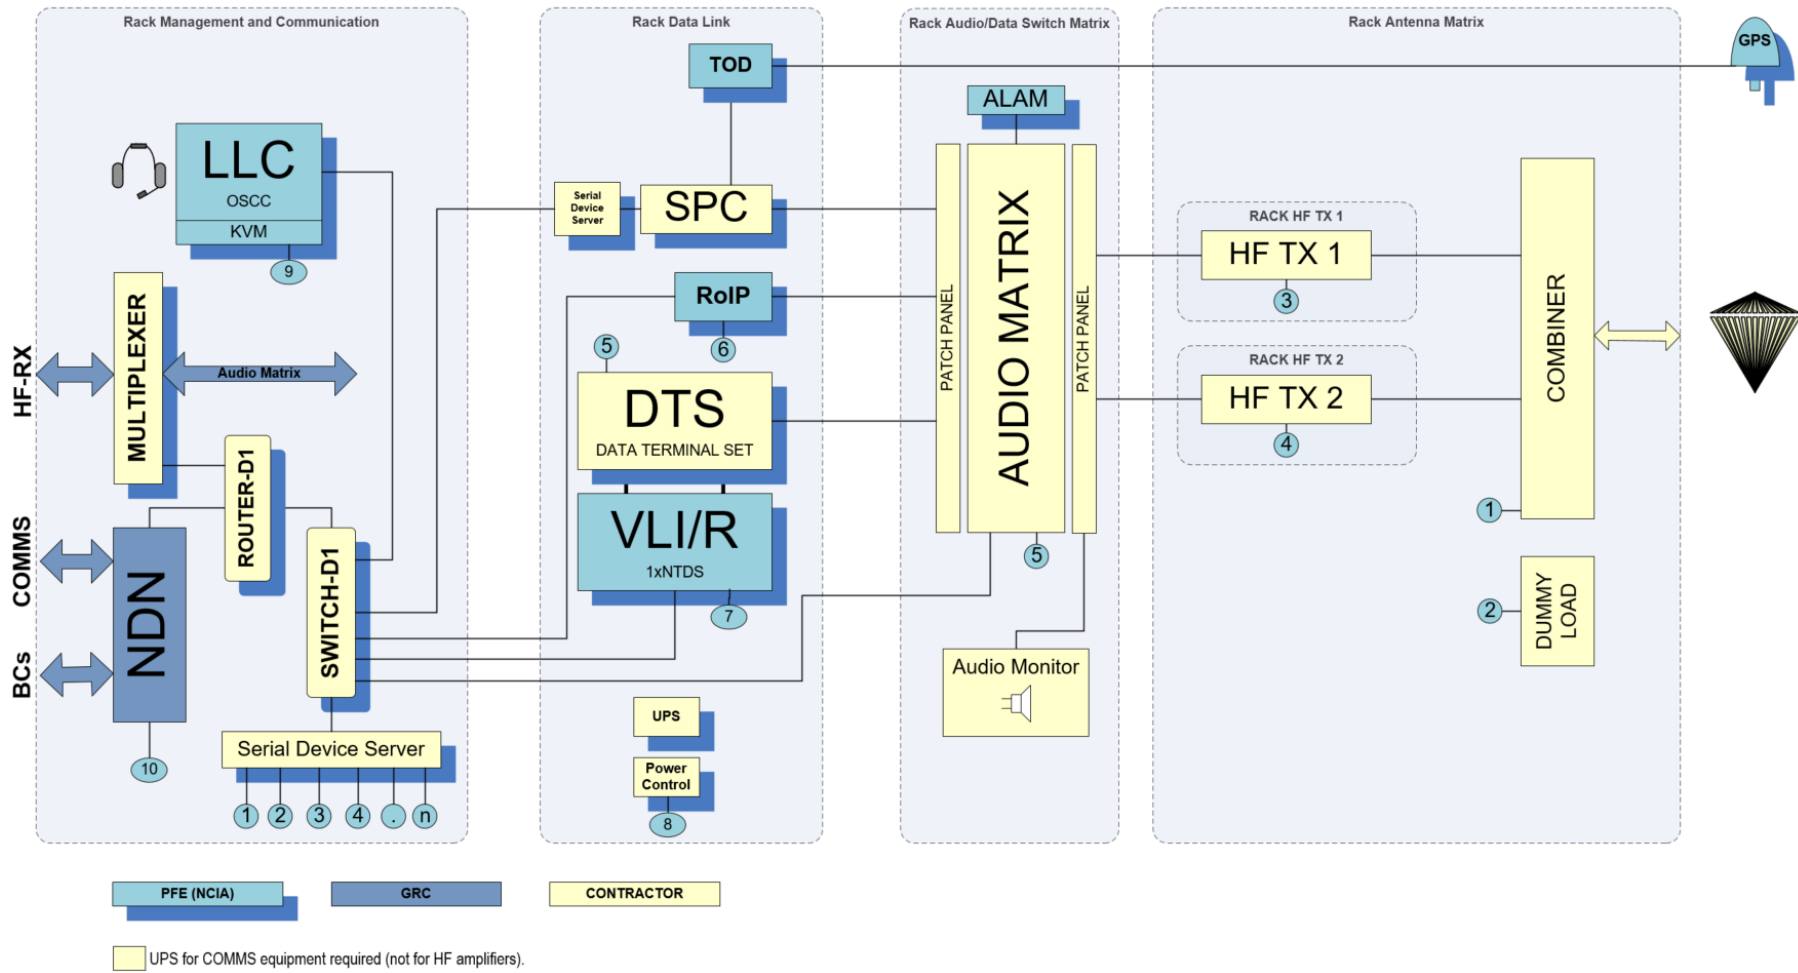 Rack Management and Communication
Rack Data Link
Rack Audio/Data Switch Matrix
Rack Antenna Matrix
GPS
TOD
ALAM
LLC
OSCC
KVM
9
Serial
Device
Server
SPC
PATCH PANEL
AUDIO MATRIX
PATCH PANEL
RACK HF TX 1
HF TX 1
3
RACK HF TX 2
HF TX 2
4
COMBINER
1
DUMMY
LOAD
2
HF-RX
MULTIPLEXER
Audio Matrix
RoIP
6
5
DTS
DATA TERMINAL SET
VLI/R
1xNTDS
7
5
ROUTER-D1
COMMS
BCs
NDN
10
SWITCH-D1
Serial Device Server
1
2
3
4
.
n
UPS
Power
Control
8
Audio Monitor
PFE (NCIA)
GRC
CONTRACTOR
UPS for COMMS equipment required (not for HF amplifiers).